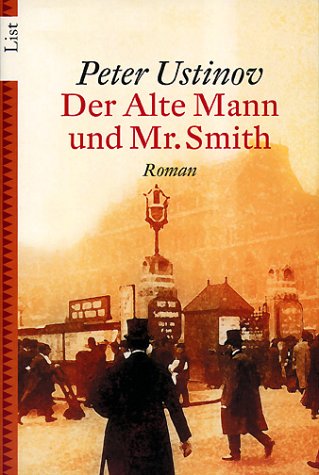 List
Peter Ustinov
Der Alte Mann
und Mr. Smith
Roman